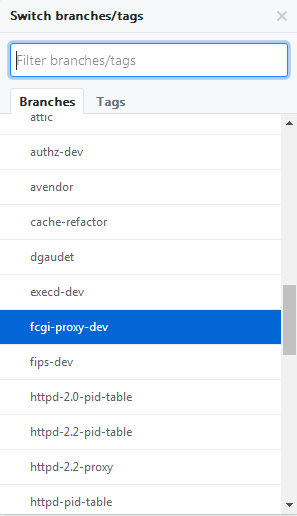 Switch branches/tags ×
Filter branches/tags
Branches Tags
attic
authz-dev
avendor
cache-refactor
dgaudet
execd-dev
fcgi-proxy-dev
fips-dev
httpd-2.0-pid-table
httpd-2.2-pid-table
httpd-2.2-proxy
httpd-pid-table